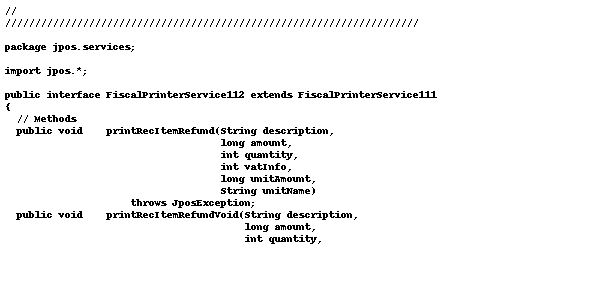 //
/////////////////////////////////////////////////////////////////////
package jpos.services;
import jpos.*;
public interface FiscalPrinterService112 extends FiscalPrinterService111
{
  // Methods
  public void    printRecItemRefund(String description,
                                    long amount,
                                    int quantity,
                                    int vatInfo,
                                    long unitAmount,
                                    String unitName)
                     throws JposException;
  public void    printRecItemRefundVoid(String description,
                                        long amount,
                                        int quantity,